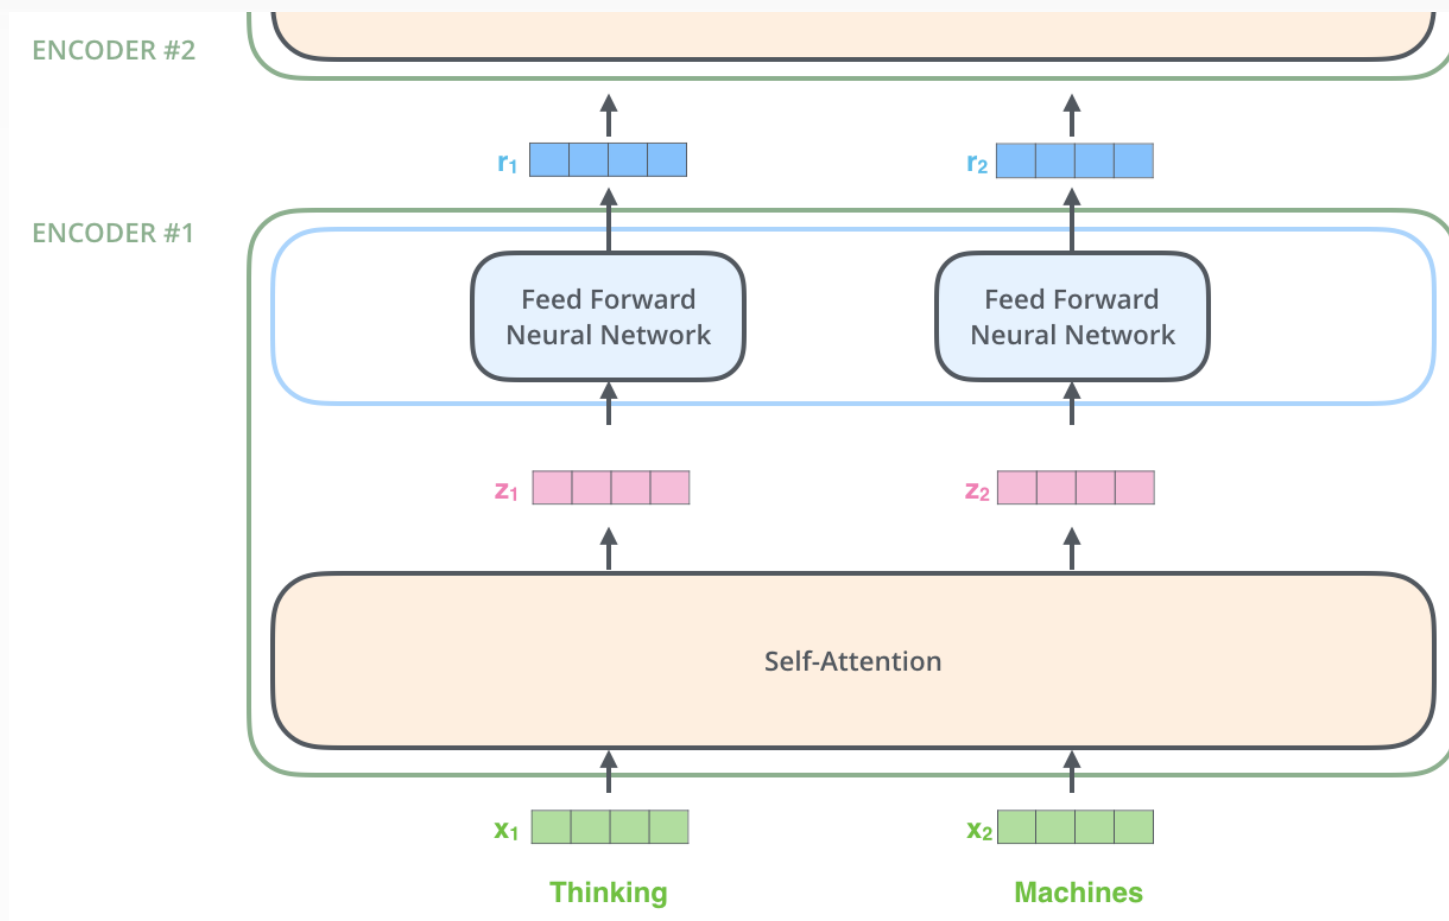 ENCODER #2
r1
r2
ENCODER #1
Feed Forward
Neural Network
Feed Forward
Neural Network
z1
z2
Self-Attention
x1
x2
Thinking
Machines